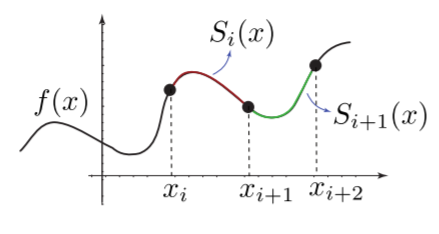 S_i(x)
f(x)
S_{i+1}(x)
x_i x_{i+1} x_{i+2}